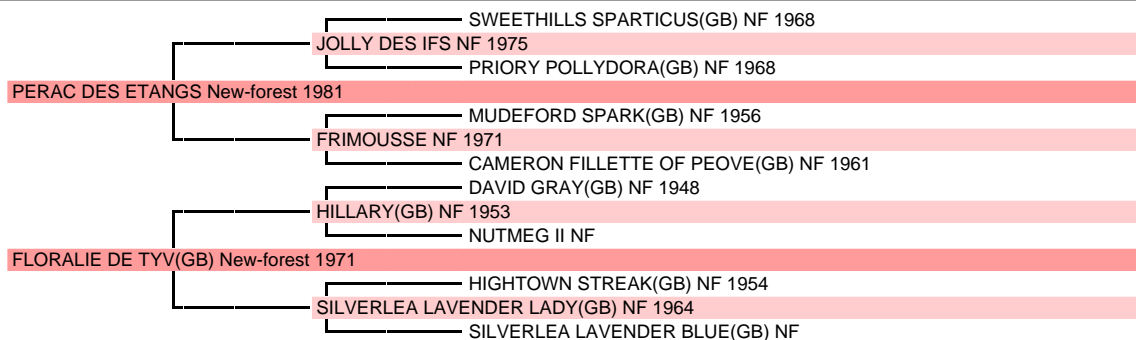 SWEETHILLS SPARTICUS(GB) NF 1968
JOLLY DES IFS NF 1975
PRIORY POLLYDORA(GB) NF 1968
PERAC DES ETANGS New-forest 1981
MUDEFORD SPARK(GB) NF 1956
FRIMOUSSE NF 1971
CAMERON FILLETTE OF PEOVE(GB) NF 1961
DAVID GRAY(GB) NF 1948
HILLARY(GB) NF 1953
NUTMEG II NF
FLORALIE DE TYV(GB) New-forest 1971
HIGHTOWN STREAK(GB) NF 1954
SILVERLEA LAVENDER LADY(GB) NF 1964
SILVERLEA LAVENDER BLUE(GB) NF